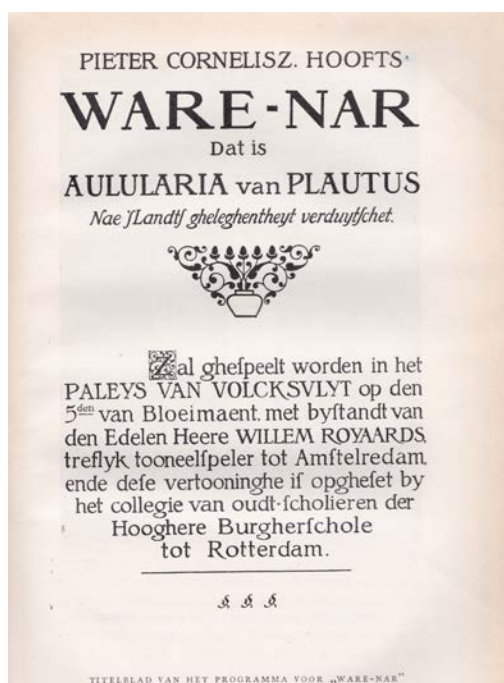 PIETER CORNELISZ. HOOFTS
WARE-NAR
Dat is
AULULARIA van PLAUTUS
Nae ſLandtſ gheleghentheyt verduytſchet.
Zal gheſpeelt worden in het
PALEYS VAN VOLCKSVLYT op den
5den van Bloeimaent, met byſtandt van
den Edelen Heere WILLEM ROYAARDS,
treflyk tooneelſpeler tot Amſtelredam,
ende deſe vertooninghe iſ opgheſet by
het collegie van oudt-ſcholieren der
Hooghere Burgherſchole
tot Rotterdam.
§. §. §.
TITELBLAD VAN HET PROGRAMMA VOOR „WARE-NAR"